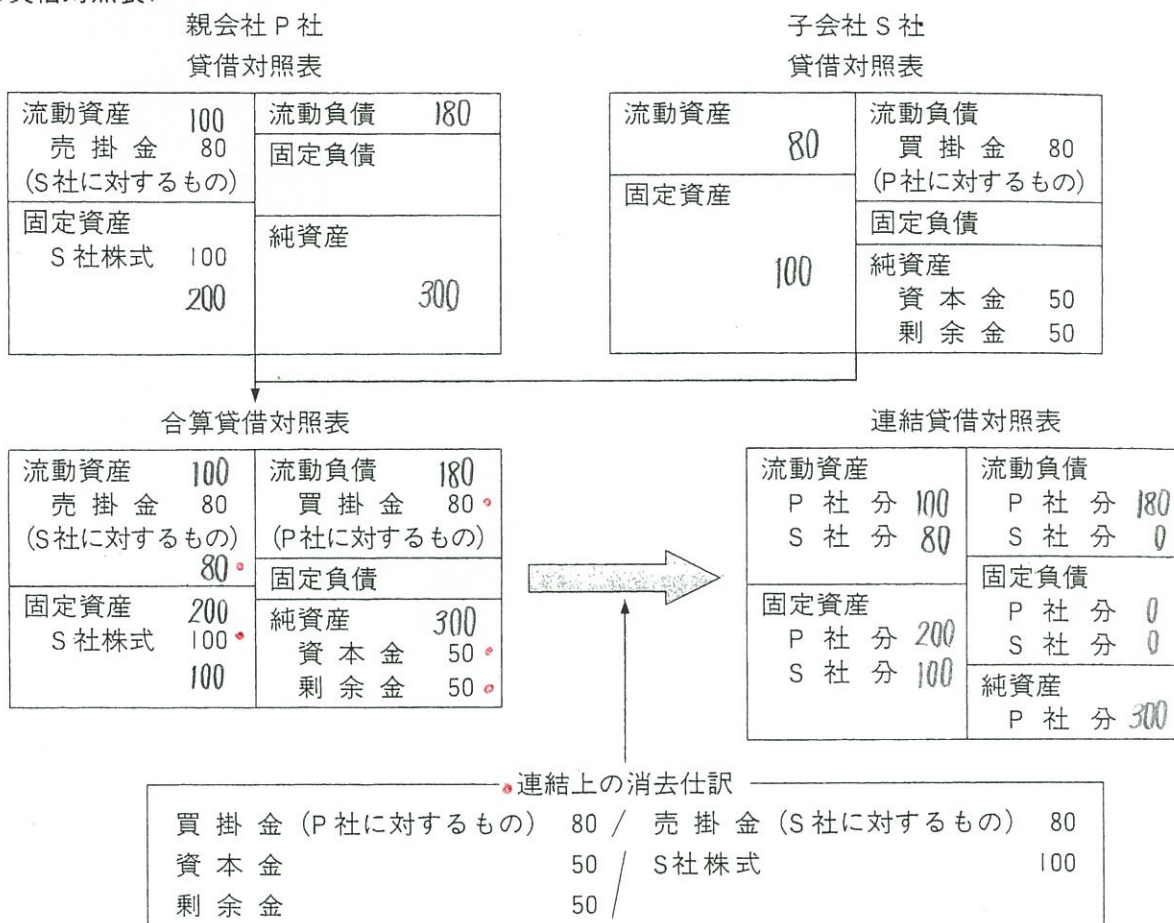 親会社P社
貸借対照表
流動資産 100
売掛金 80
(S社に対するもの)
固定資産
S社株式 100
200
流動負債 180
固定負債
純資産
300
子会社S社
貸借対照表
流動資産
80
固定資産
100
流動負債
買掛金 80
(P社に対するもの)
固定負債
純資産
資本金 50
剰余金 50
合算貸借対照表
流動資産 100
売掛金 80
(S社に対するもの)
80
固定資産 200
S社株式 100
100
流動負債 180
買掛金 80
(P社に対するもの)
固定負債
純資産 300
資本金 50
剰余金 50
連結貸借対照表
流動資産
P社分 100
S社分 80
固定資産
P社分 200
S社分 100
流動負債
P社分 180
S社分 0
固定負債
P社分 0
S社分 0
純資産
P社分 300
連結上の消去仕訳
買掛金(P社に対するもの) 80 / 売掛金(S社に対するもの) 80
資本金 50 / S社株式 100
剰余金 50 /